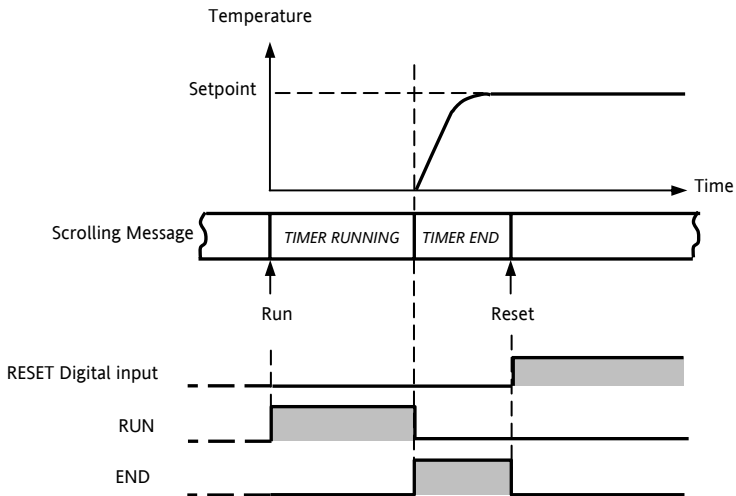 Temperature
Setpoint
Time
Scrolling Message
TIMER RUNNING
TIMER END
Run
Reset
RESET Digital input
RUN
END